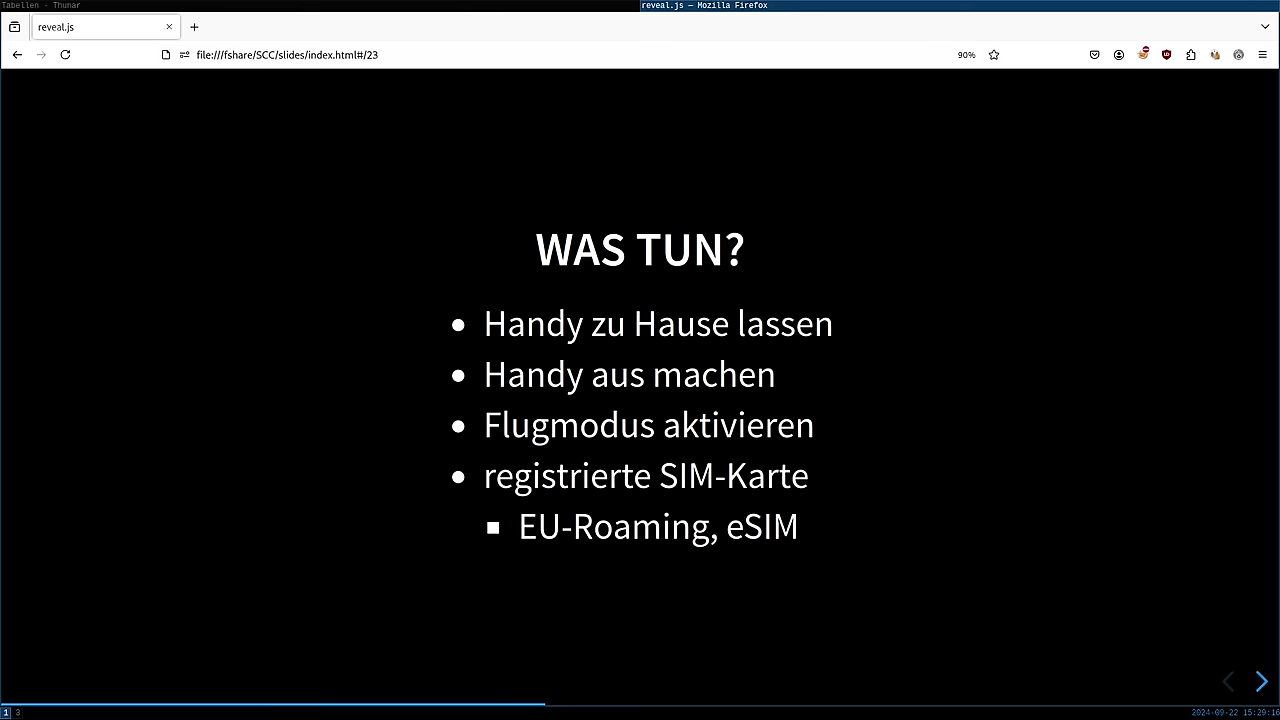 Tabellen - Thunar
reveal.js — Mozilla Firefox
reveal.js
file:///fshare/SCC/slides/index.html#/23
90%
WAS TUN?
Handy zu Hause lassen
Handy aus machen
Flugmodus aktivieren
registrierte SIM-Karte
EU-Roaming, eSIM
1 3
2024-09-22 15:29:16